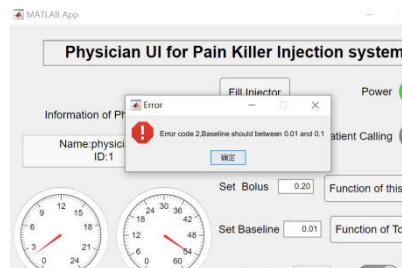 MATLAB App
Physician UI for Pain Killer Injection system
Fill Injector
Power
Information of Ph
Error
Error code 2,Baseline should between 0.01 and 0.1
确定
Name:physici
ID:1
atient Calling
Set Bolus 0.20 Function of this
Set Baseline 0.01 Function of To
0 3 6 9 12 15 18 21 24
0 6 12 18 24 30 36 42 48 54 60